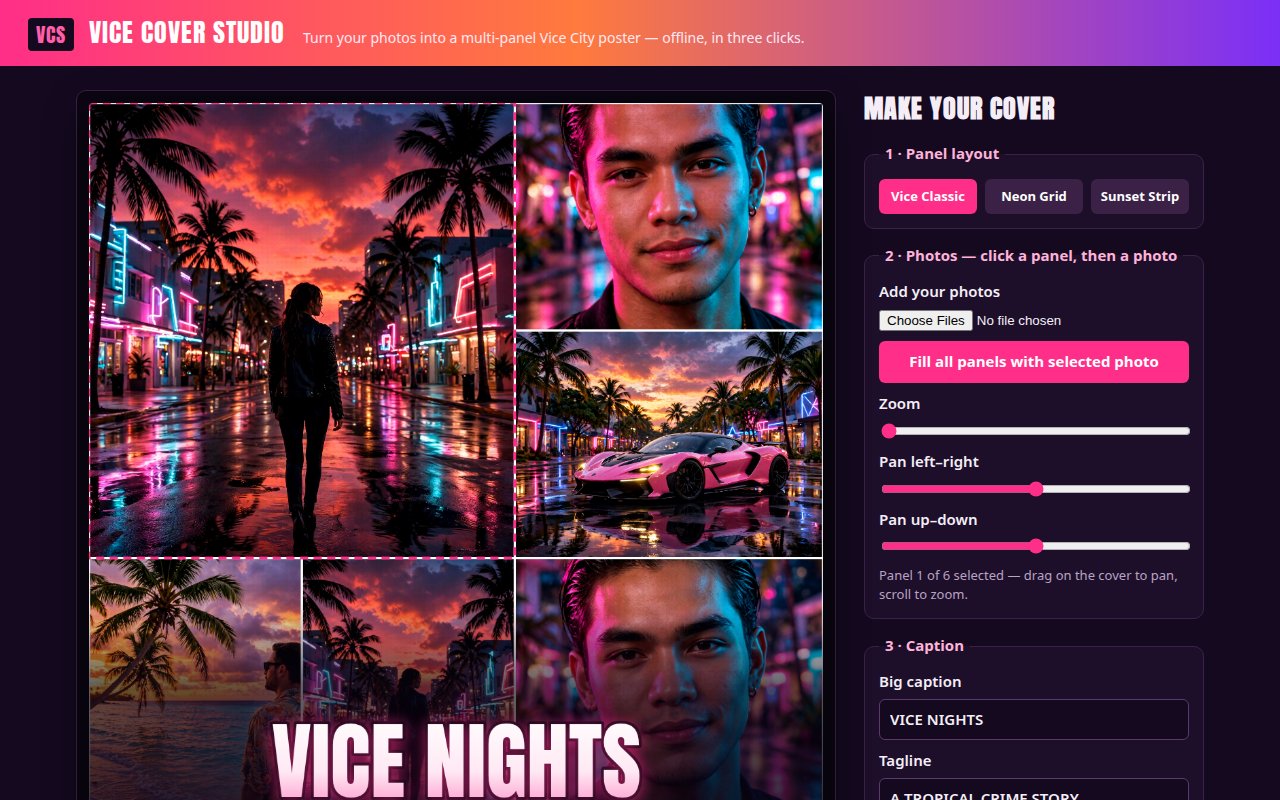 VCS
VICE COVER STUDIO
Turn your photos into a multi-panel Vice City poster — offline, in three clicks.
VICE NIGHTS
MAKE YOUR COVER
1 · Panel layout
Vice Classic
Neon Grid
Sunset Strip
2 · Photos — click a panel, then a photo
Add your photos
Choose Files No file chosen
Fill all panels with selected photo
Zoom
Pan left–right
Pan up–down
Panel 1 of 6 selected — drag on the cover to pan,
scroll to zoom.
3 · Caption
Big caption
VICE NIGHTS
Tagline
A TROPICAL CRIME STORY